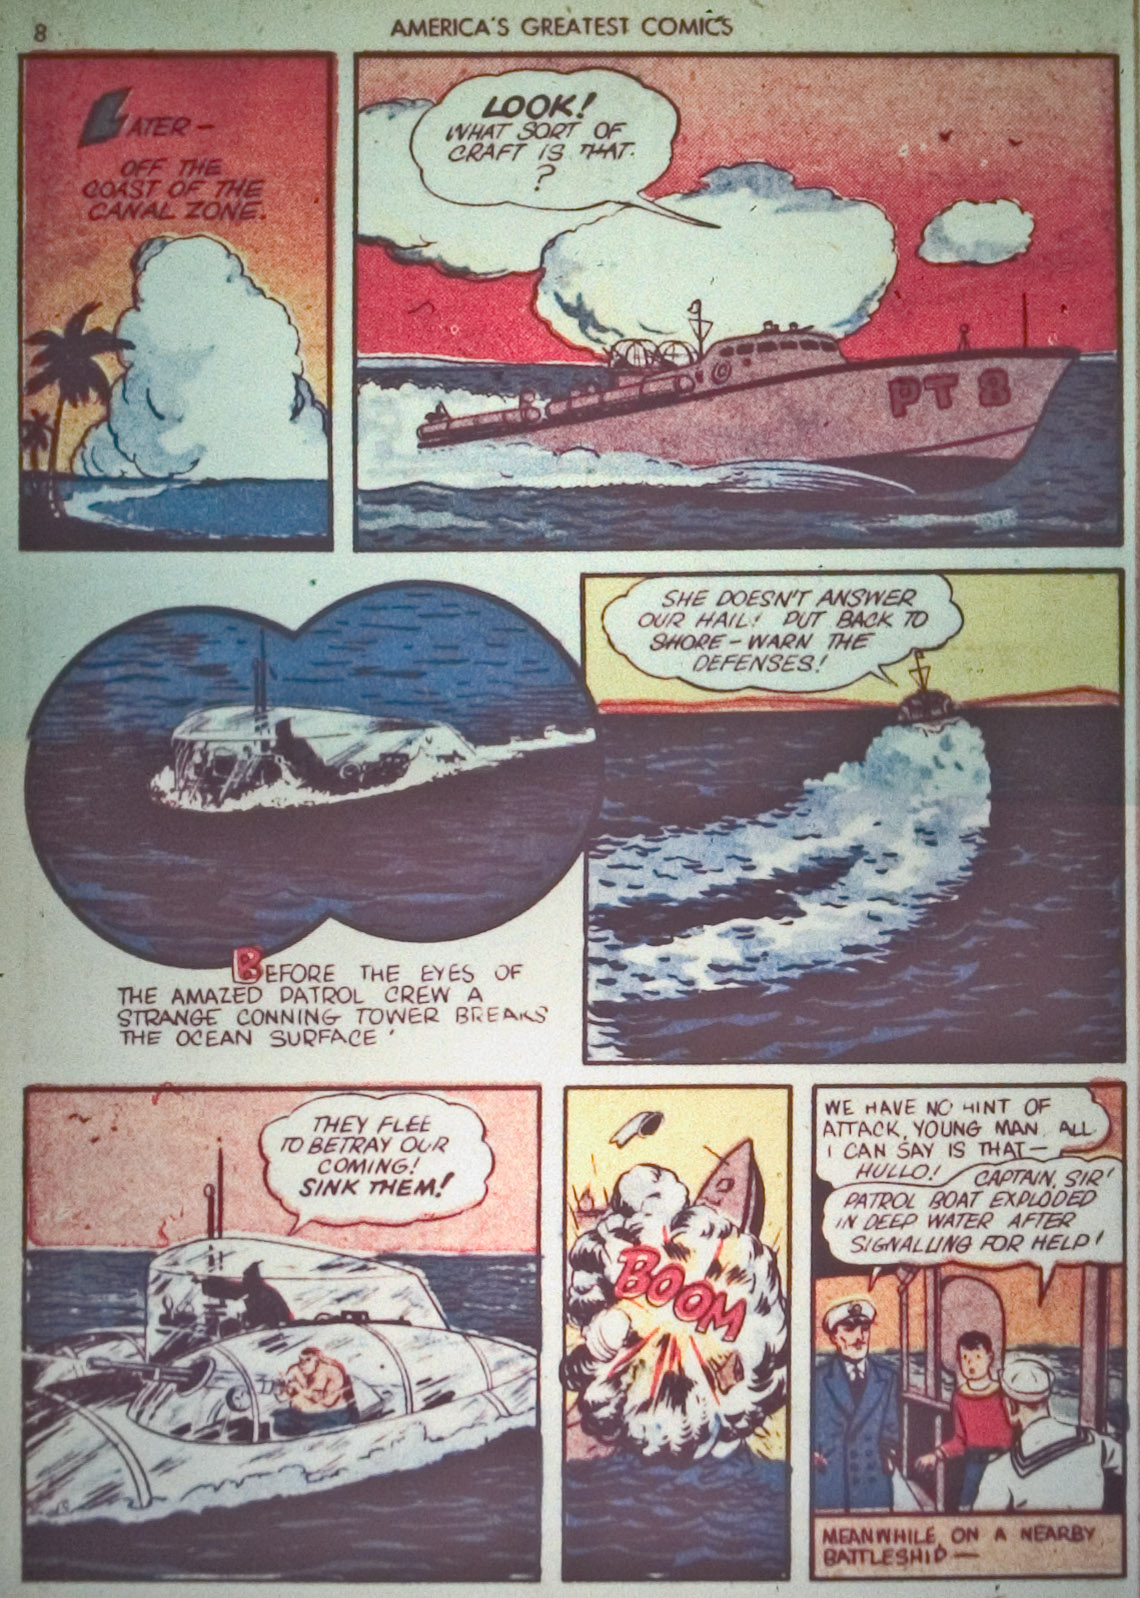 8
AMERICA'S GREATEST COMICS
LATER —
OFF THE
COAST OF THE
CANAL ZONE.
LOOK!
WHAT SORT OF
CRAFT IS THAT.
?
PT 8
BEFORE THE EYES OF
THE AMAZED PATROL CREW A
STRANGE CONNING TOWER BREAKS
THE OCEAN SURFACE
SHE DOESN'T ANSWER
OUR HAIL! PUT BACK TO
SHORE – WARN THE
DEFENSES!
THEY FLEE
TO BETRAY OUR
COMING!
SINK THEM!
BOOM
WE HAVE NO HINT OF
ATTACK, YOUNG MAN. ALL
I CAN SAY IS THAT —
HULLO!
CAPTAIN, SIR!
PATROL BOAT EXPLODED
IN DEEP WATER AFTER
SIGNALLING FOR HELP!
MEANWHILE, ON A NEARBY
BATTLESHIP —